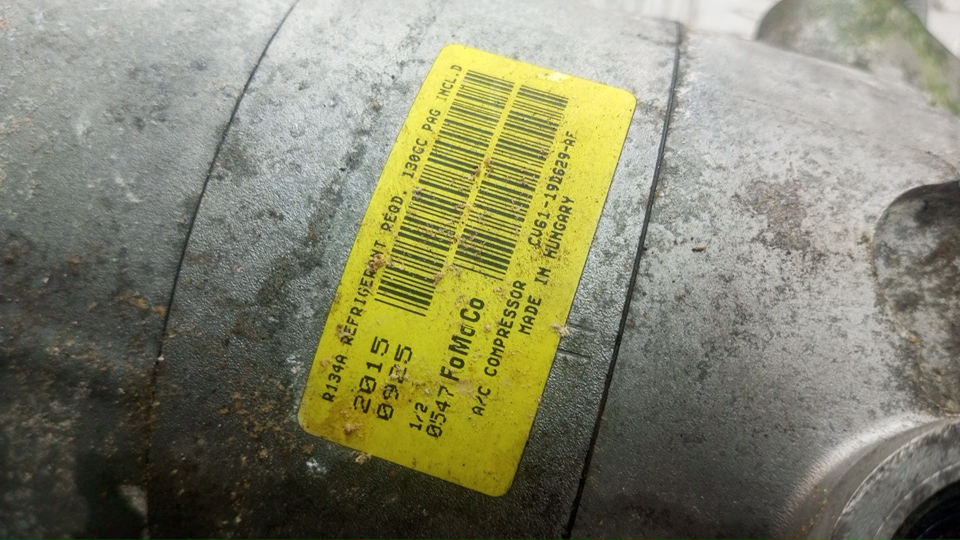 R134A REFRIGERANT REQD. 130CC PAG INCL.D
2015
0925
1/2
0547 FoMoCo
A/C COMPRESSOR CV61-19D629-AF
MADE IN HUNGARY